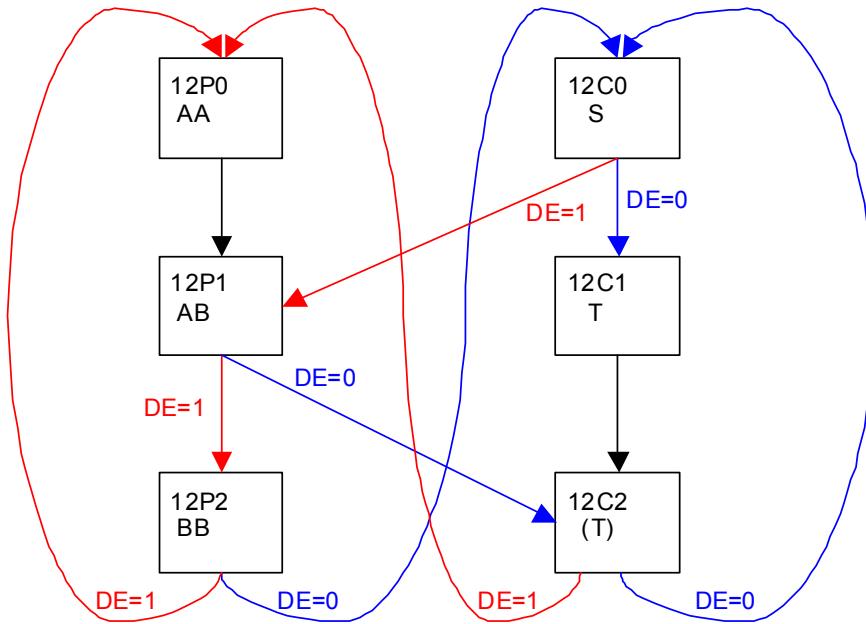 12P0
AA
12C0
S
DE=1
DE=0
12P1
AB
12C1
T
DE=0
DE=1
12P2
BB
12C2
(T)
DE=1
DE=0
DE=1
DE=0